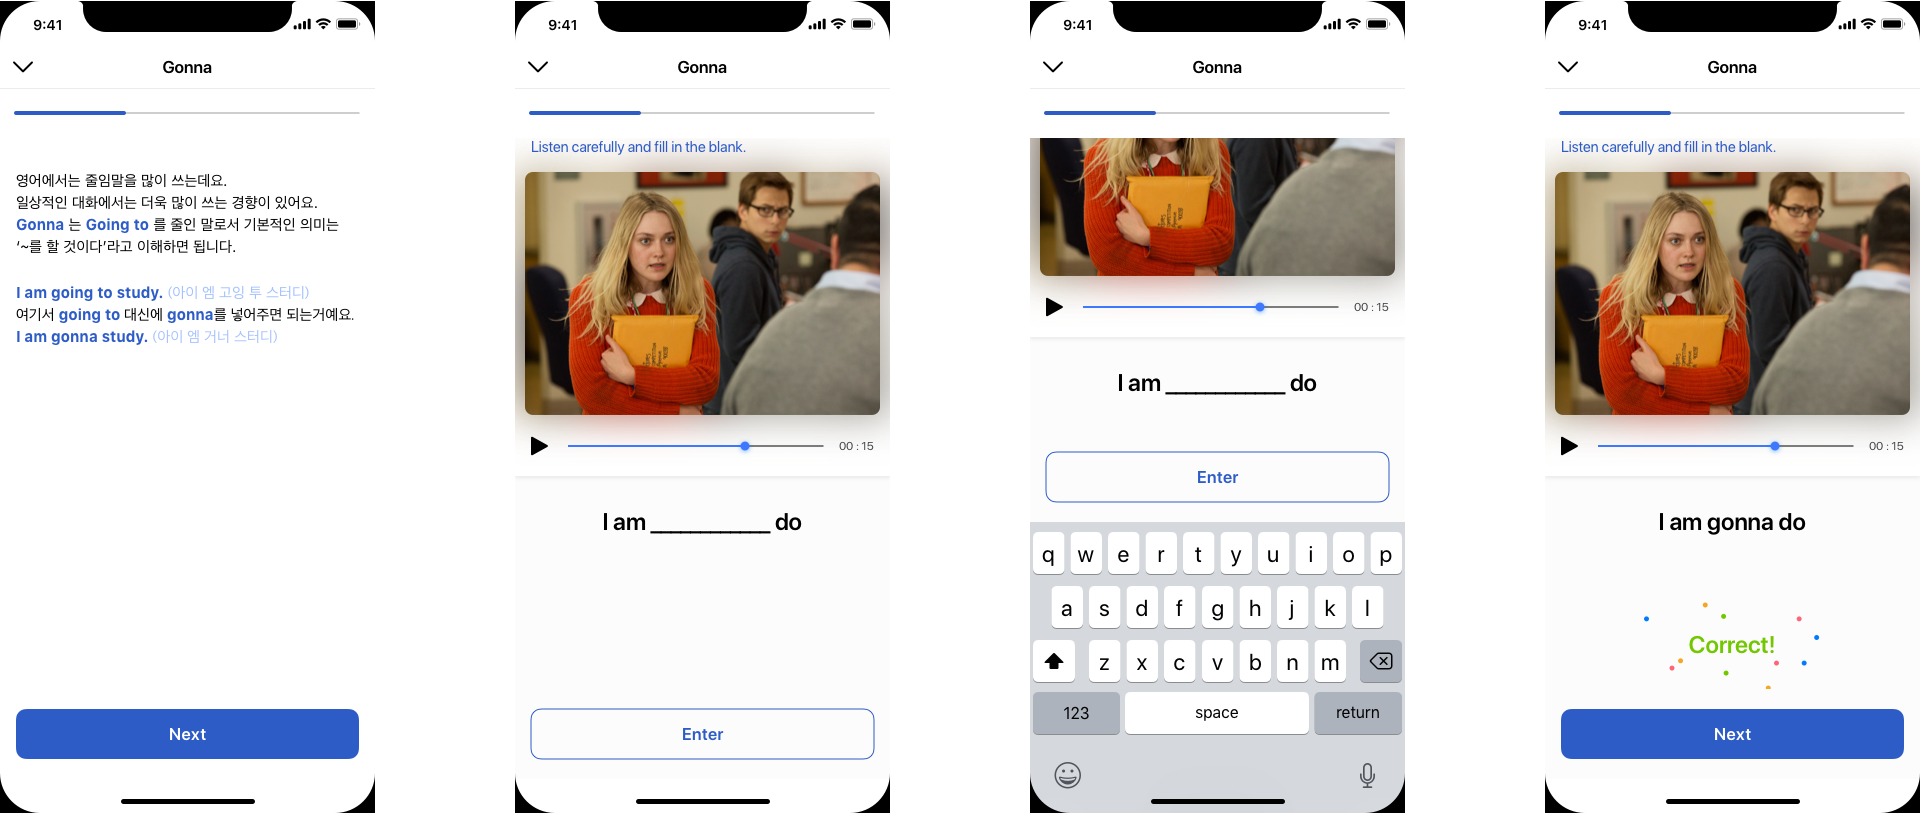 9:41
Gonna
영어에서는 줄임말을 많이 쓰는데요.
일상적인 대화에서는 더욱 많이 쓰는 경향이 있어요.
Gonna 는 Going to 를 줄인 말로서 기본적인 의미는
‘~를 할 것이다’라고 이해하면 됩니다.
I am going to study. (아이 엠 고잉 투 스터디)
여기서 going to 대신에 gonna를 넣어주면 되는거예요.
I am gonna study. (아이 엠 거너 스터디)
Next
9:41
Gonna
Listen carefully and fill in the blank.
00 : 15
I am ___________ do
Enter
9:41
Gonna
00 : 15
I am ___________ do
Enter
q w e r t y u i o p
a s d f g h j k l
z x c v b n m
123 space return
9:41
Gonna
Listen carefully and fill in the blank.
00 : 15
I am gonna do
Correct!
Next